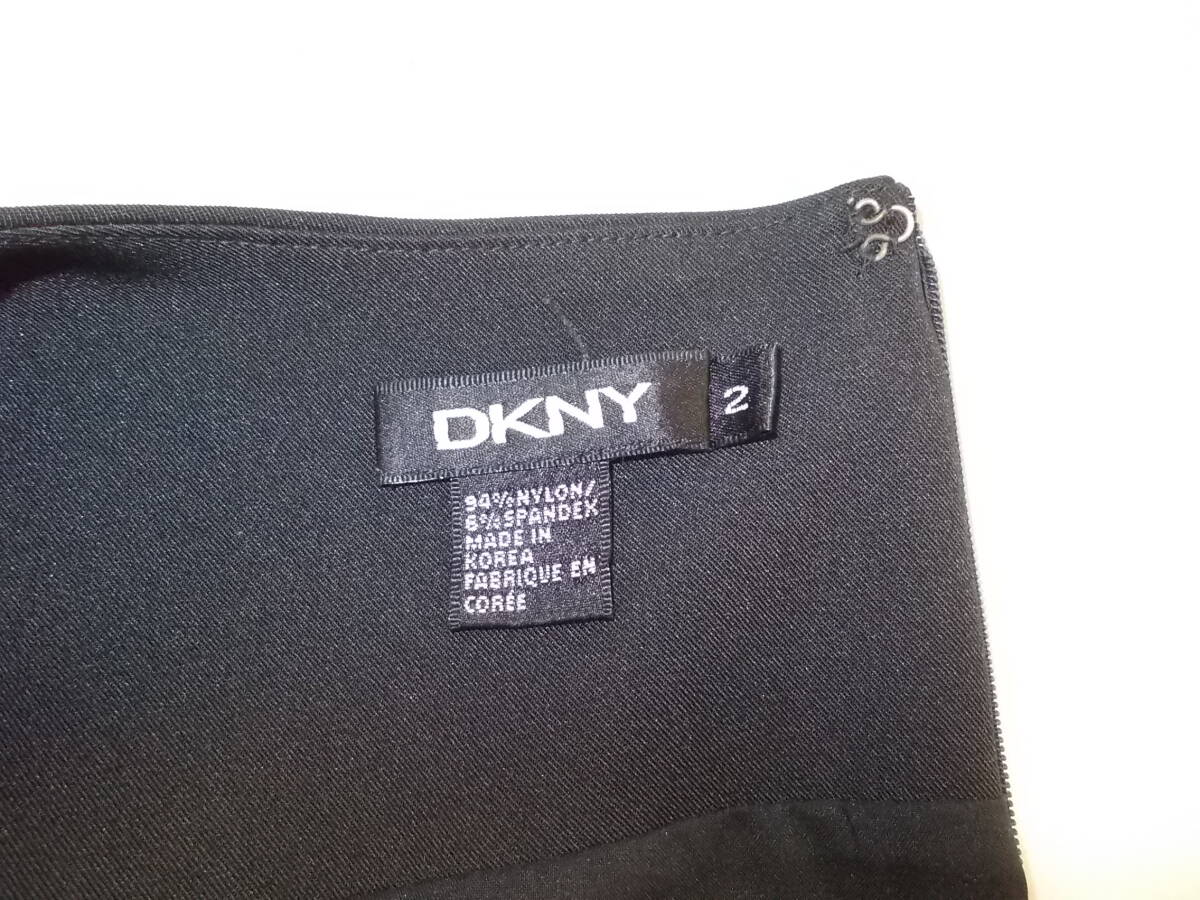 DKNY
2
94%NYLON/
6%SPANDEX
MADE IN
KOREA
FABRIQUE EN
CORÉE